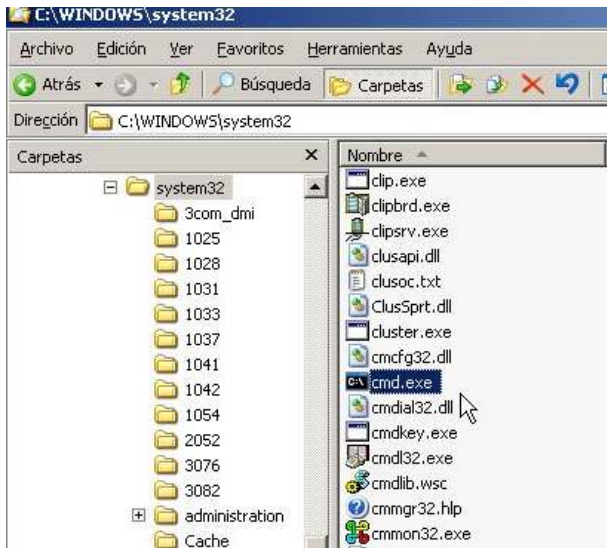 C:\WINDOWS\system32
Archivo Edición Ver Favoritos Herramientas Ayuda
Atrás Búsqueda Carpetas
Dirección C:\WINDOWS\system32
Carpetas
system32
3com_dmi
1025
1028
1031
1033
1037
1041
1042
1054
2052
3076
3082
administration
Cache
Nombre
clip.exe
clipbrd.exe
clipsrv.exe
clusapi.dll
clusoc.txt
ClusSprt.dll
cluster.exe
cmcfg32.dll
cmd.exe
cmdial32.dll
cmdkey.exe
cmdl32.exe
cmdlib.wsc
cmmgr32.hlp
cmmon32.exe